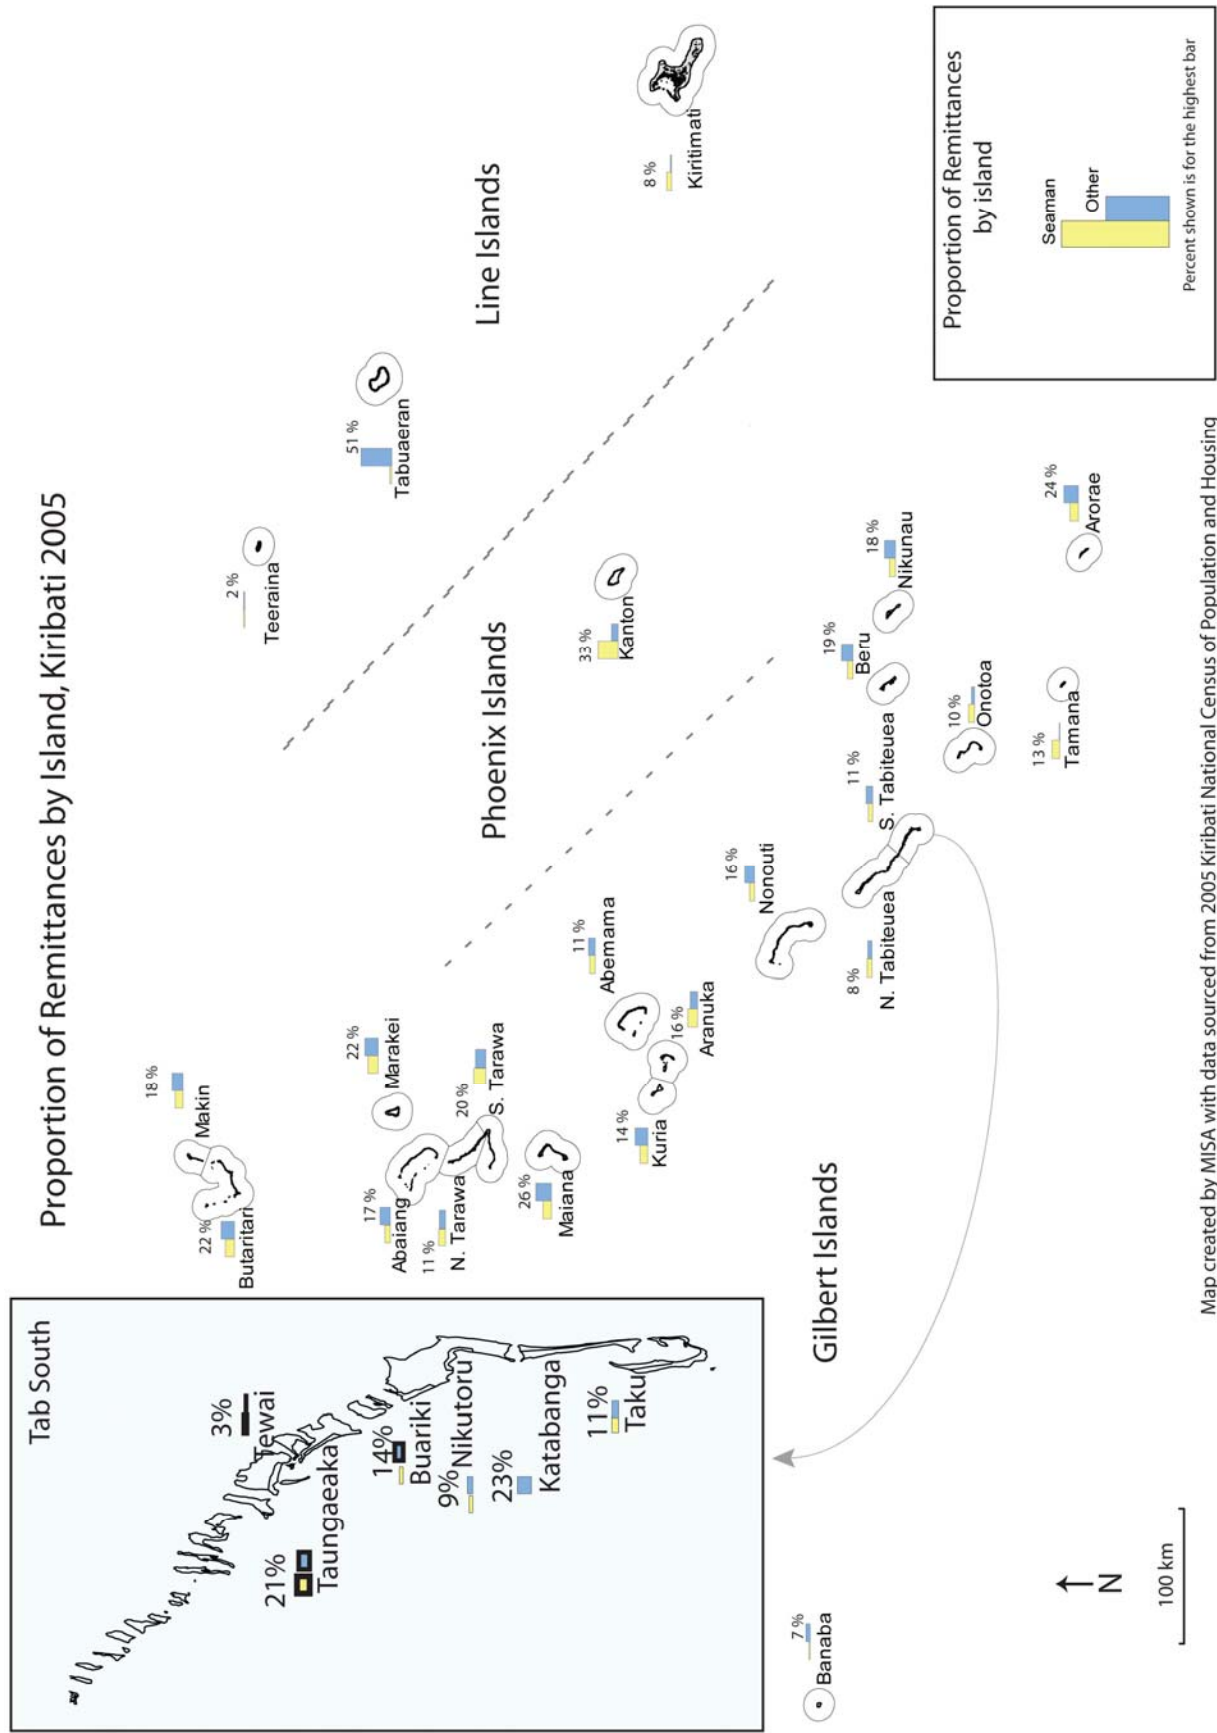 Proportion of Remittances by Island, Kiribati 2005
Tab South
3%
Tewai
21%
Taungaeaka
14%
Buariki
9%
Nikutoru
23%
Katabanga
11%
Taku
18 %
Makin
22 %
Butaritari
22 %
Marakei
17 %
Abaiang
11 %
N. Tarawa
20 %
S. Tarawa
26 %
Maiana
14 %
Kuria
11 %
Abemama
16 %
Aranuka
16 %
Nonouti
8 %
N. Tabiteuea
11 %
S. Tabiteuea
19 %
Beru
18 %
Nikunau
10 %
Onotoa
13 %
Tamana
24 %
Arorae
7 %
Banaba
Gilbert Islands
Phoenix Islands
33 %
Kanton
Line Islands
2 %
Teeraina
51 %
Tabuaeran
8 %
Kiritimati
N
100 km
Proportion of Remittances
by island
Seaman
Other
Percent shown is for the highest bar
Map created by MISA with data sourced from 2005 Kiribati National Census of Population and Housing